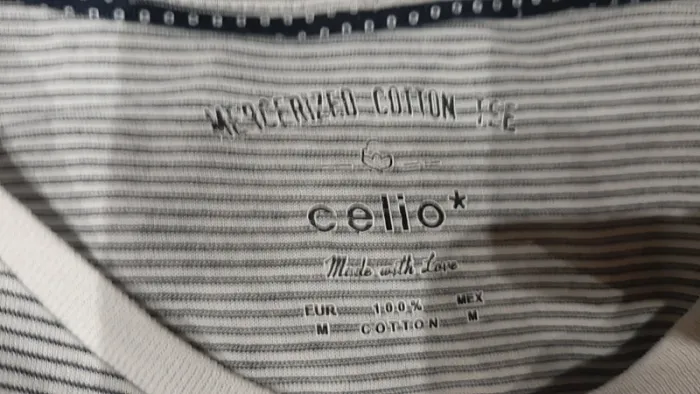 MERCERIZED COTTON TEE
celio*
Made with Love
EUR 100% MEX
M COTTON M